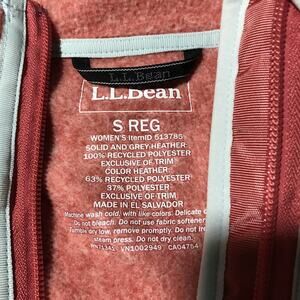 L.L.Bean
L.L.Bean
S REG
WOMEN'S ItemID 513785
SOLID AND GREY-HEATHER
100% RECYCLED POLYESTER
EXCLUSIVE OF TRIM
COLOR HEATHER
63% RECYCLED POLYESTER
37% POLYESTER
EXCLUSIVE OF TRIM
MADE IN EL SALVADOR
Machine wash cold, with like colors. Delicate
Do not bleach. Do not use fabric softener
Tumble dry low, remove promptly. Do not
steam press. Do not dry clean.
VN1002949 CA04764